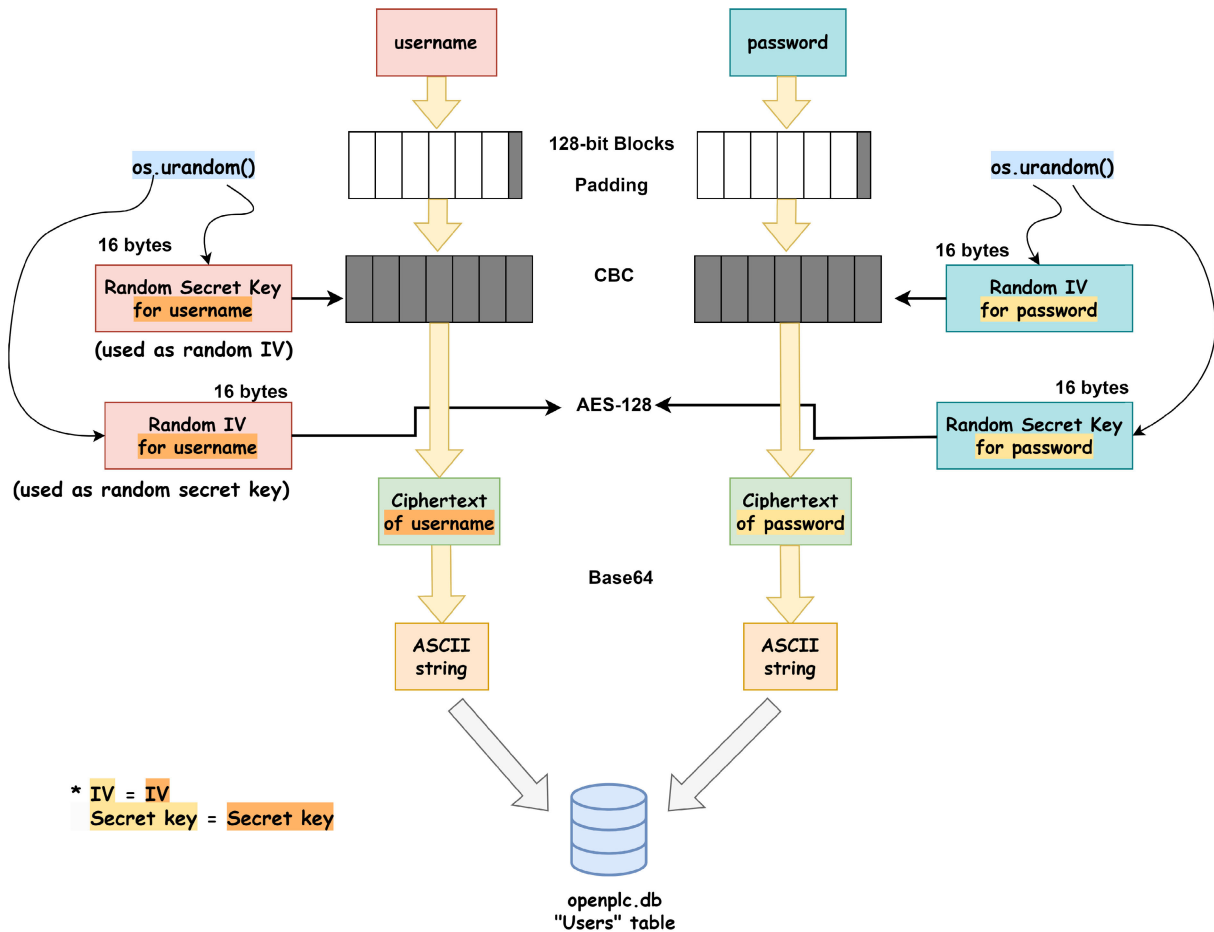 username
password
128-bit Blocks
Padding
os.urandom()
os.urandom()
16 bytes
Random Secret Key
for username
(used as random IV)
CBC
16 bytes
Random IV
for password
16 bytes
Random IV
for username
(used as random secret key)
AES-128
16 bytes
Random Secret Key
for password
Ciphertext
of username
Ciphertext
of password
Base64
ASCII
string
ASCII
string
* IV = IV
Secret key = Secret key
openplc.db
"Users" table